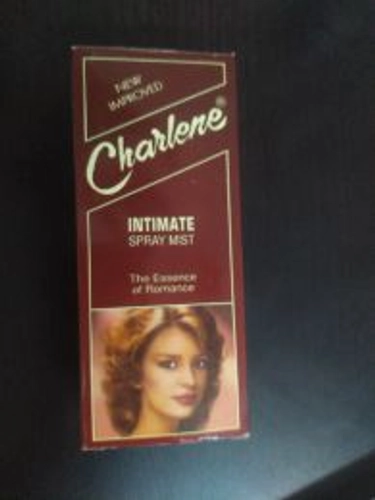 NEW
IMPROVED
Charlene®
INTIMATE
SPRAY MIST
The Essence
of Romance